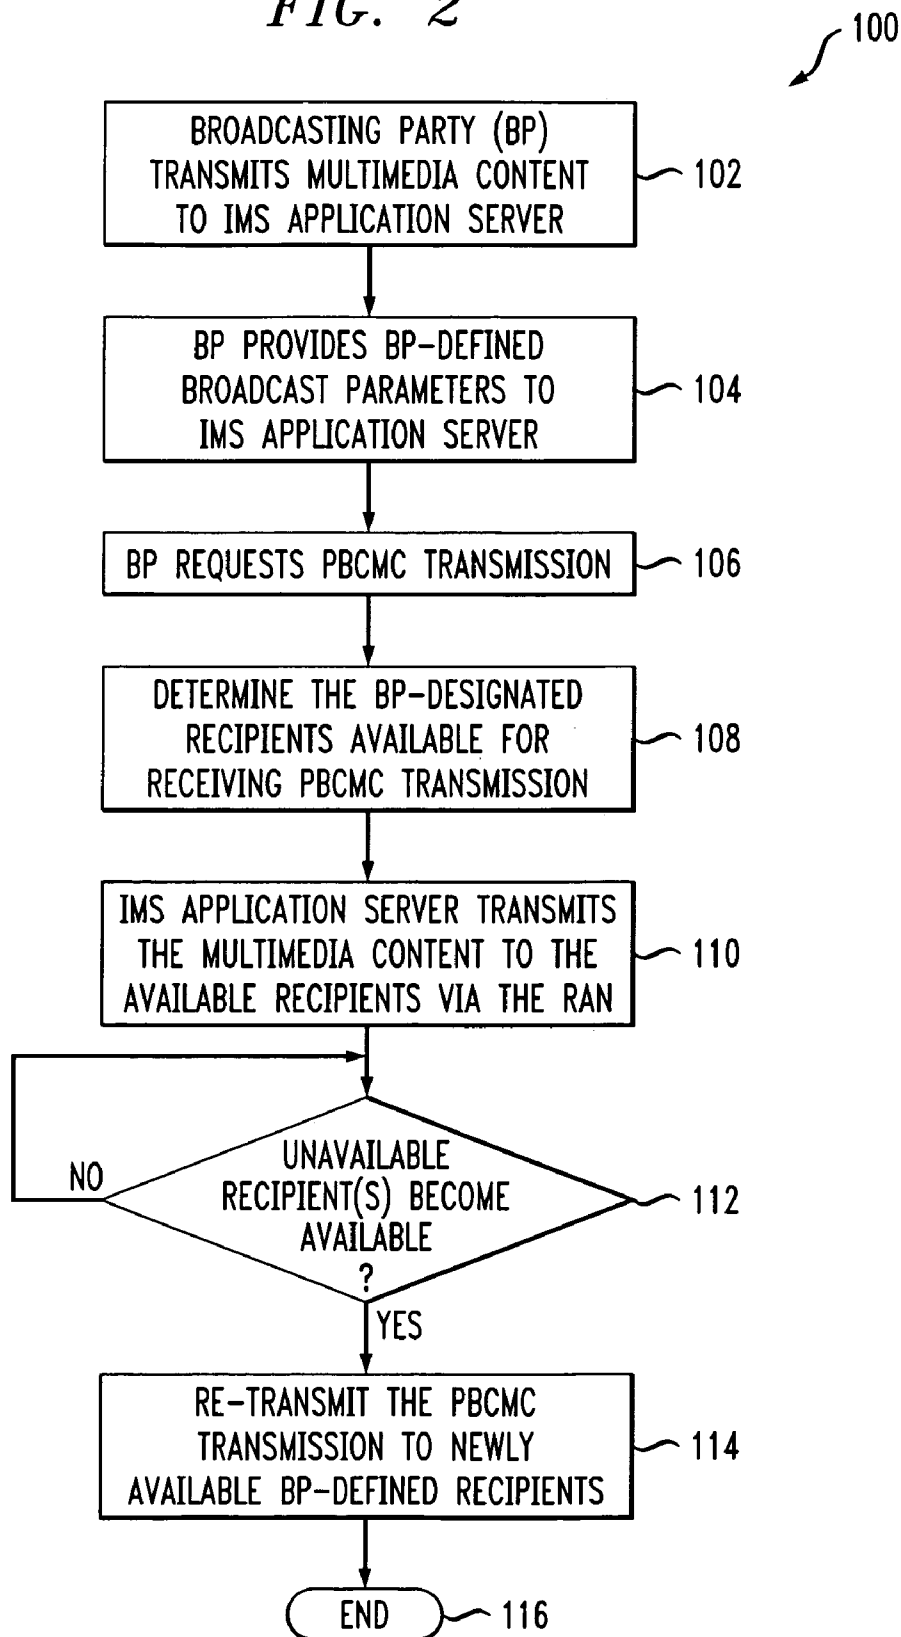 FIG. 2
100
BROADCASTING PARTY (BP)
TRANSMITS MULTIMEDIA CONTENT
TO IMS APPLICATION SERVER
102
BP PROVIDES BP-DEFINED
BROADCAST PARAMETERS TO
IMS APPLICATION SERVER
104
BP REQUESTS PBCMC TRANSMISSION
106
DETERMINE THE BP-DESIGNATED
RECIPIENTS AVAILABLE FOR
RECEIVING PBCMC TRANSMISSION
108
IMS APPLICATION SERVER TRANSMITS
THE MULTIMEDIA CONTENT TO THE
AVAILABLE RECIPIENTS VIA THE RAN
110
NO
UNAVAILABLE
RECIPIENT(S) BECOME
AVAILABLE
?
112
YES
RE-TRANSMIT THE PBCMC
TRANSMISSION TO NEWLY
AVAILABLE BP-DEFINED RECIPIENTS
114
END
116